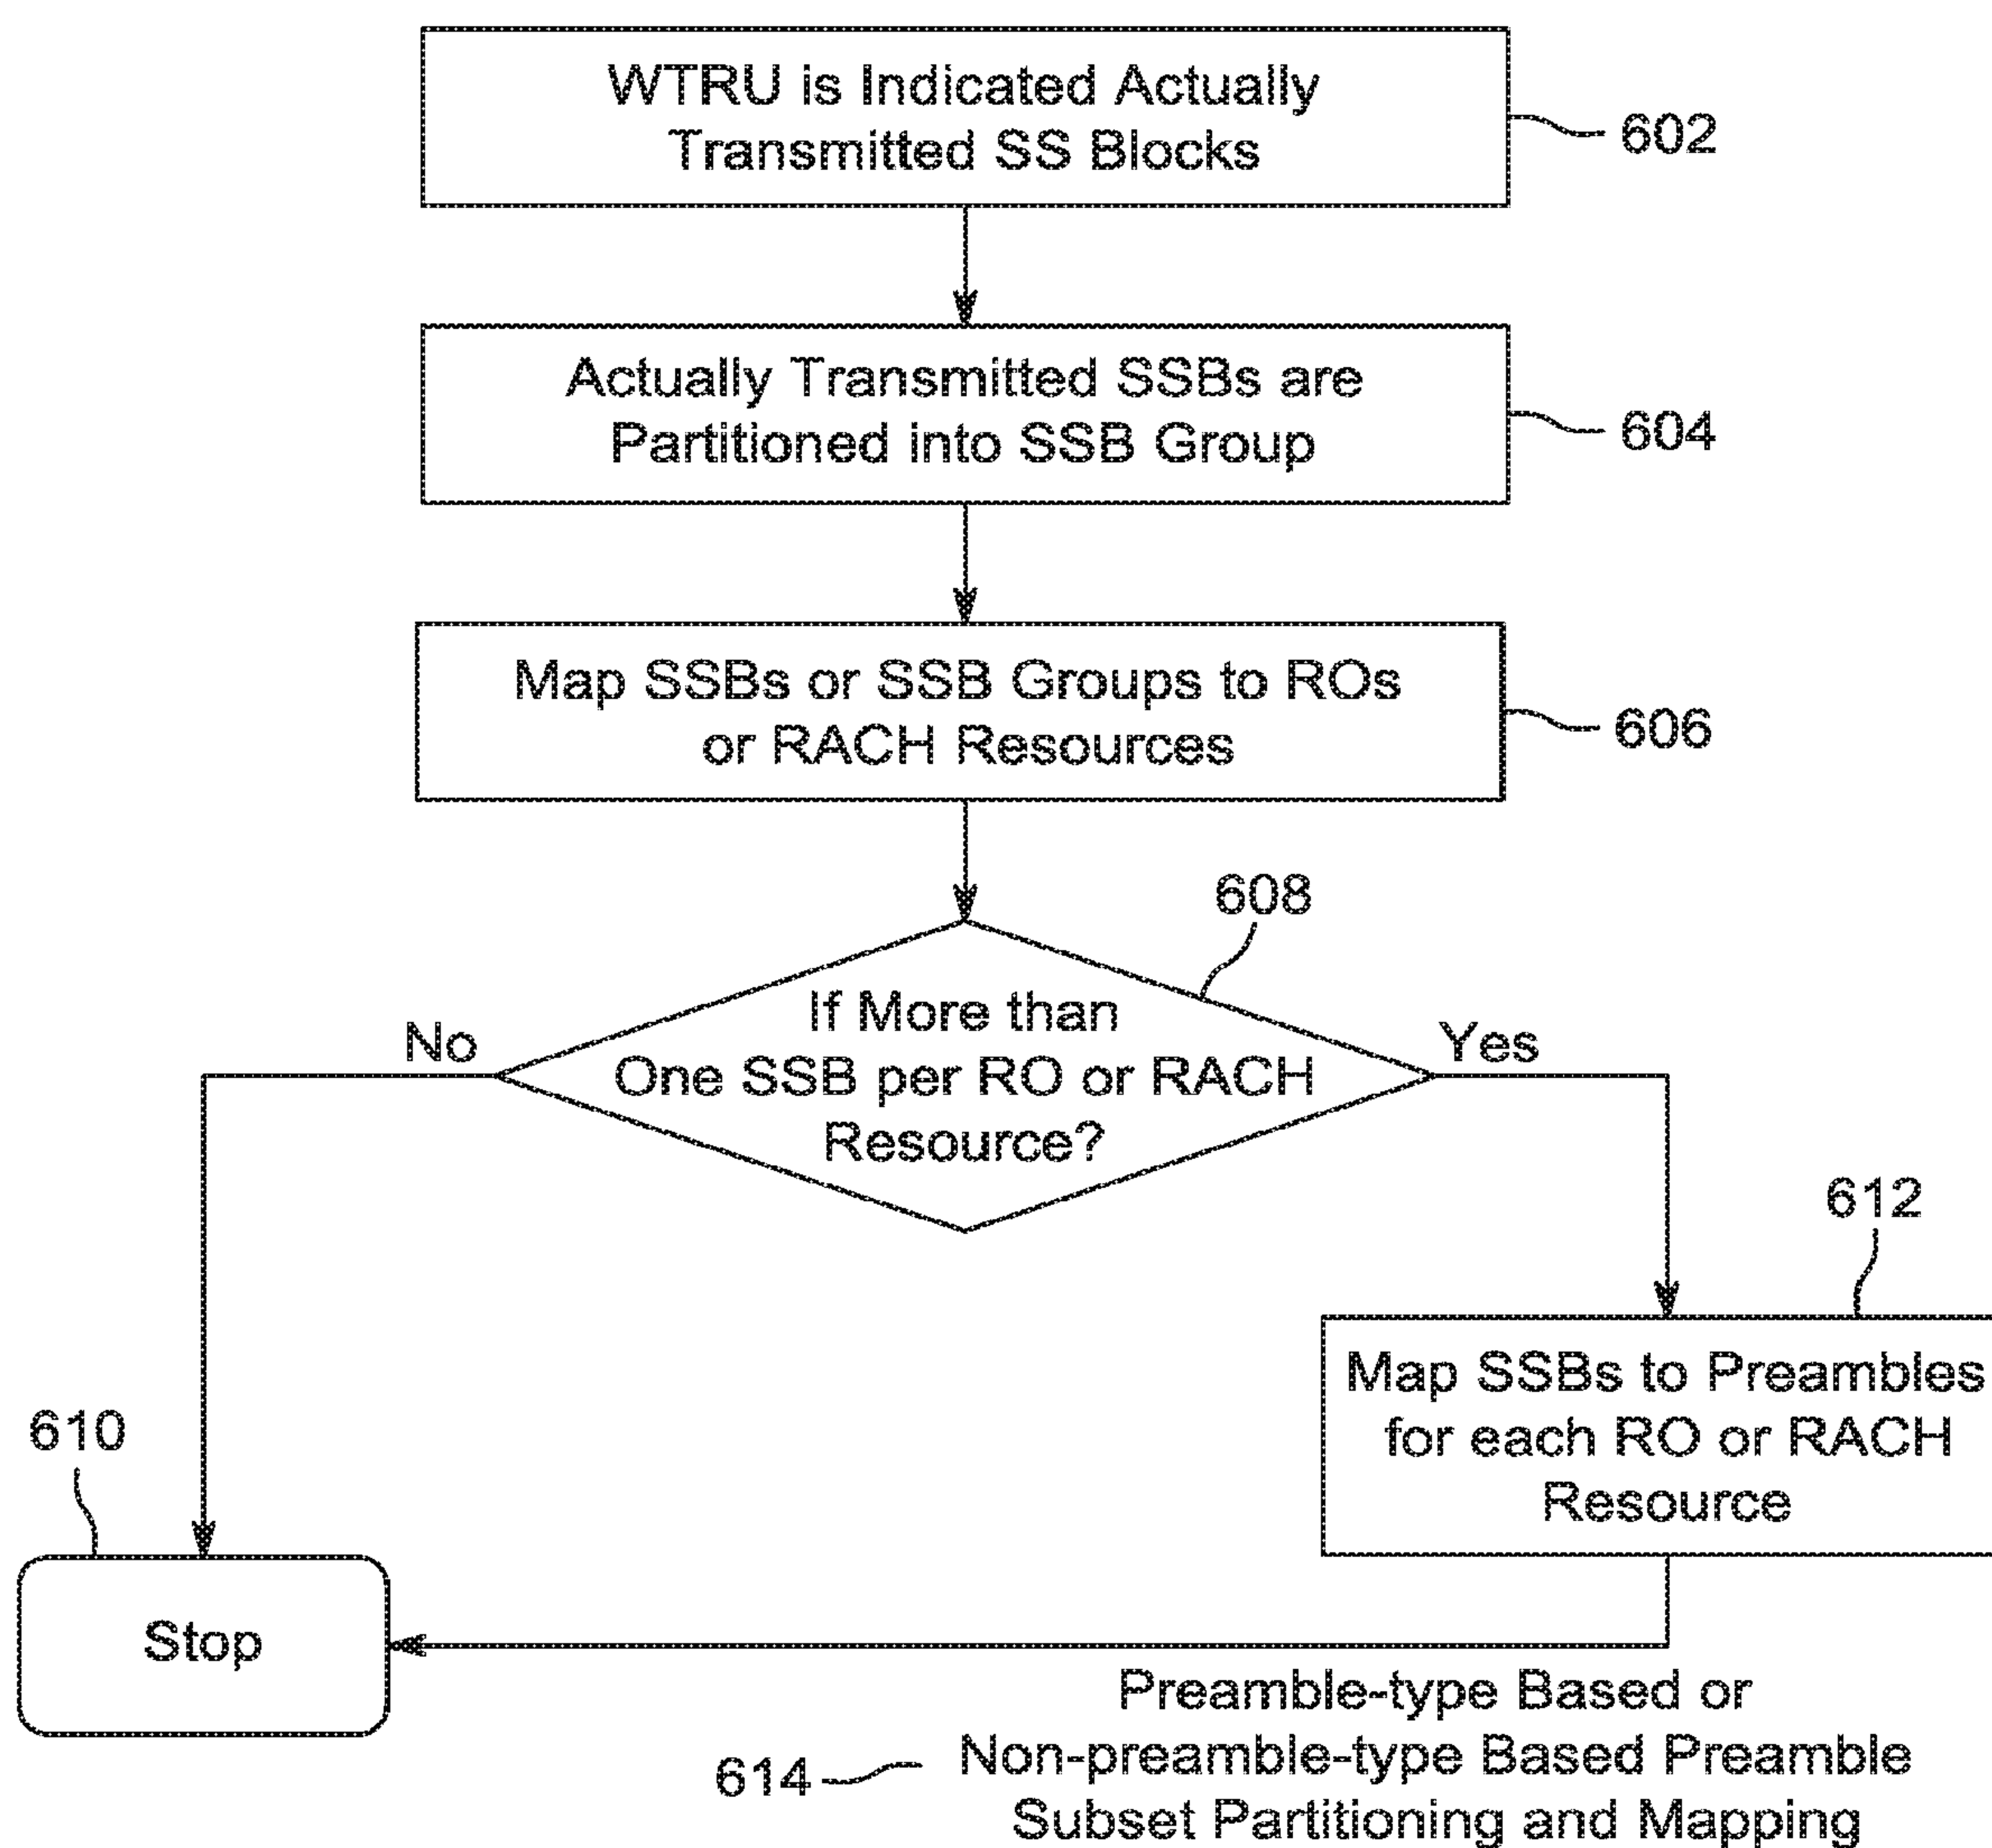 WTRU is Indicated Actually
Transmitted SS Blocks
602
Actually Transmitted SSBs are
Partitioned into SSB Group
604
Map SSBs or SSB Groups to ROs
or RACH Resources
606
608
If More than
One SSB per RO or RACH
Resource?
No
Yes
612
Map SSBs to Preambles
for each RO or RACH
Resource
610
Stop
Preamble-type Based or
Non-preamble-type Based Preamble
Subset Partitioning and Mapping
614